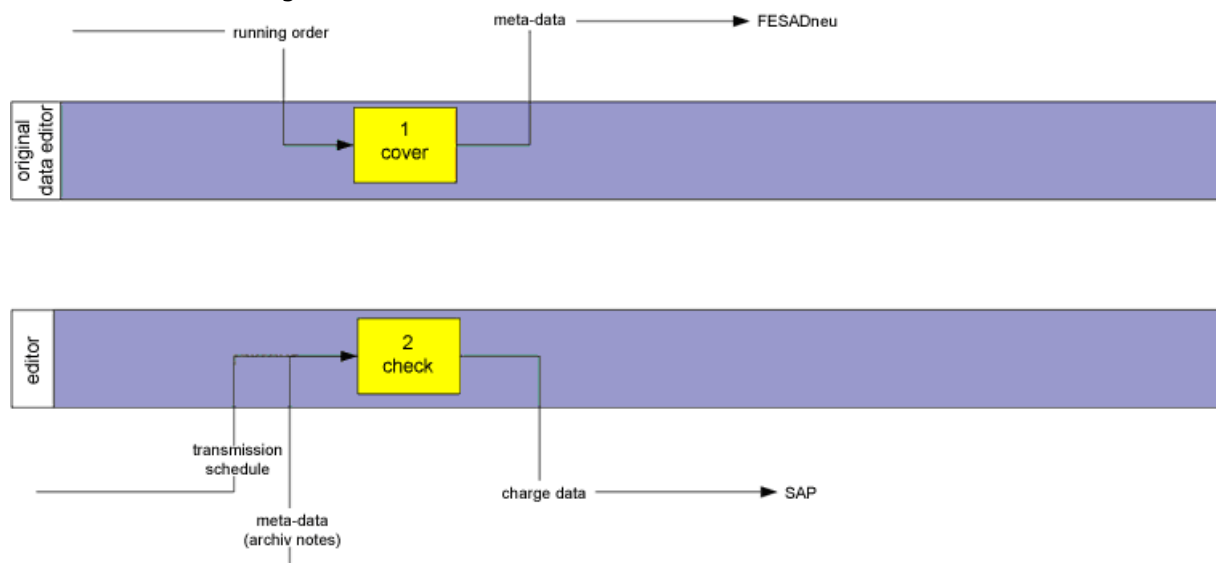 meta-data
FESADneu
running order
original
data editor
1
cover
editor
2
check
transmission
schedule
charge data
SAP
meta-data
(archiv notes)